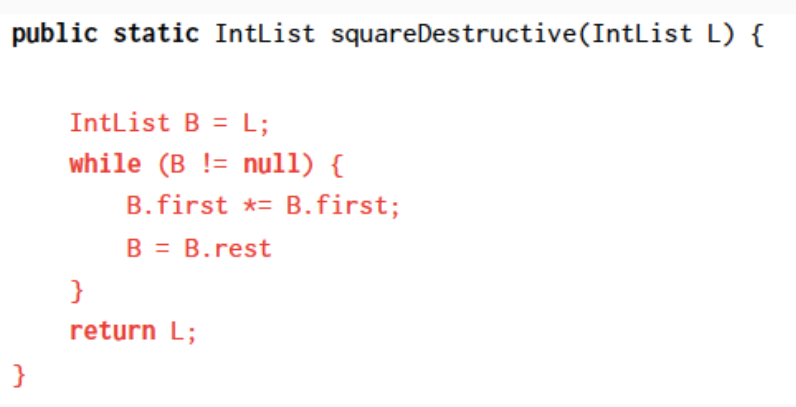 public static IntList squareDestructive(IntList L) {
IntList B = L;
while (B != null) {
B.first *= B.first;
B = B.rest
}
return L;
}